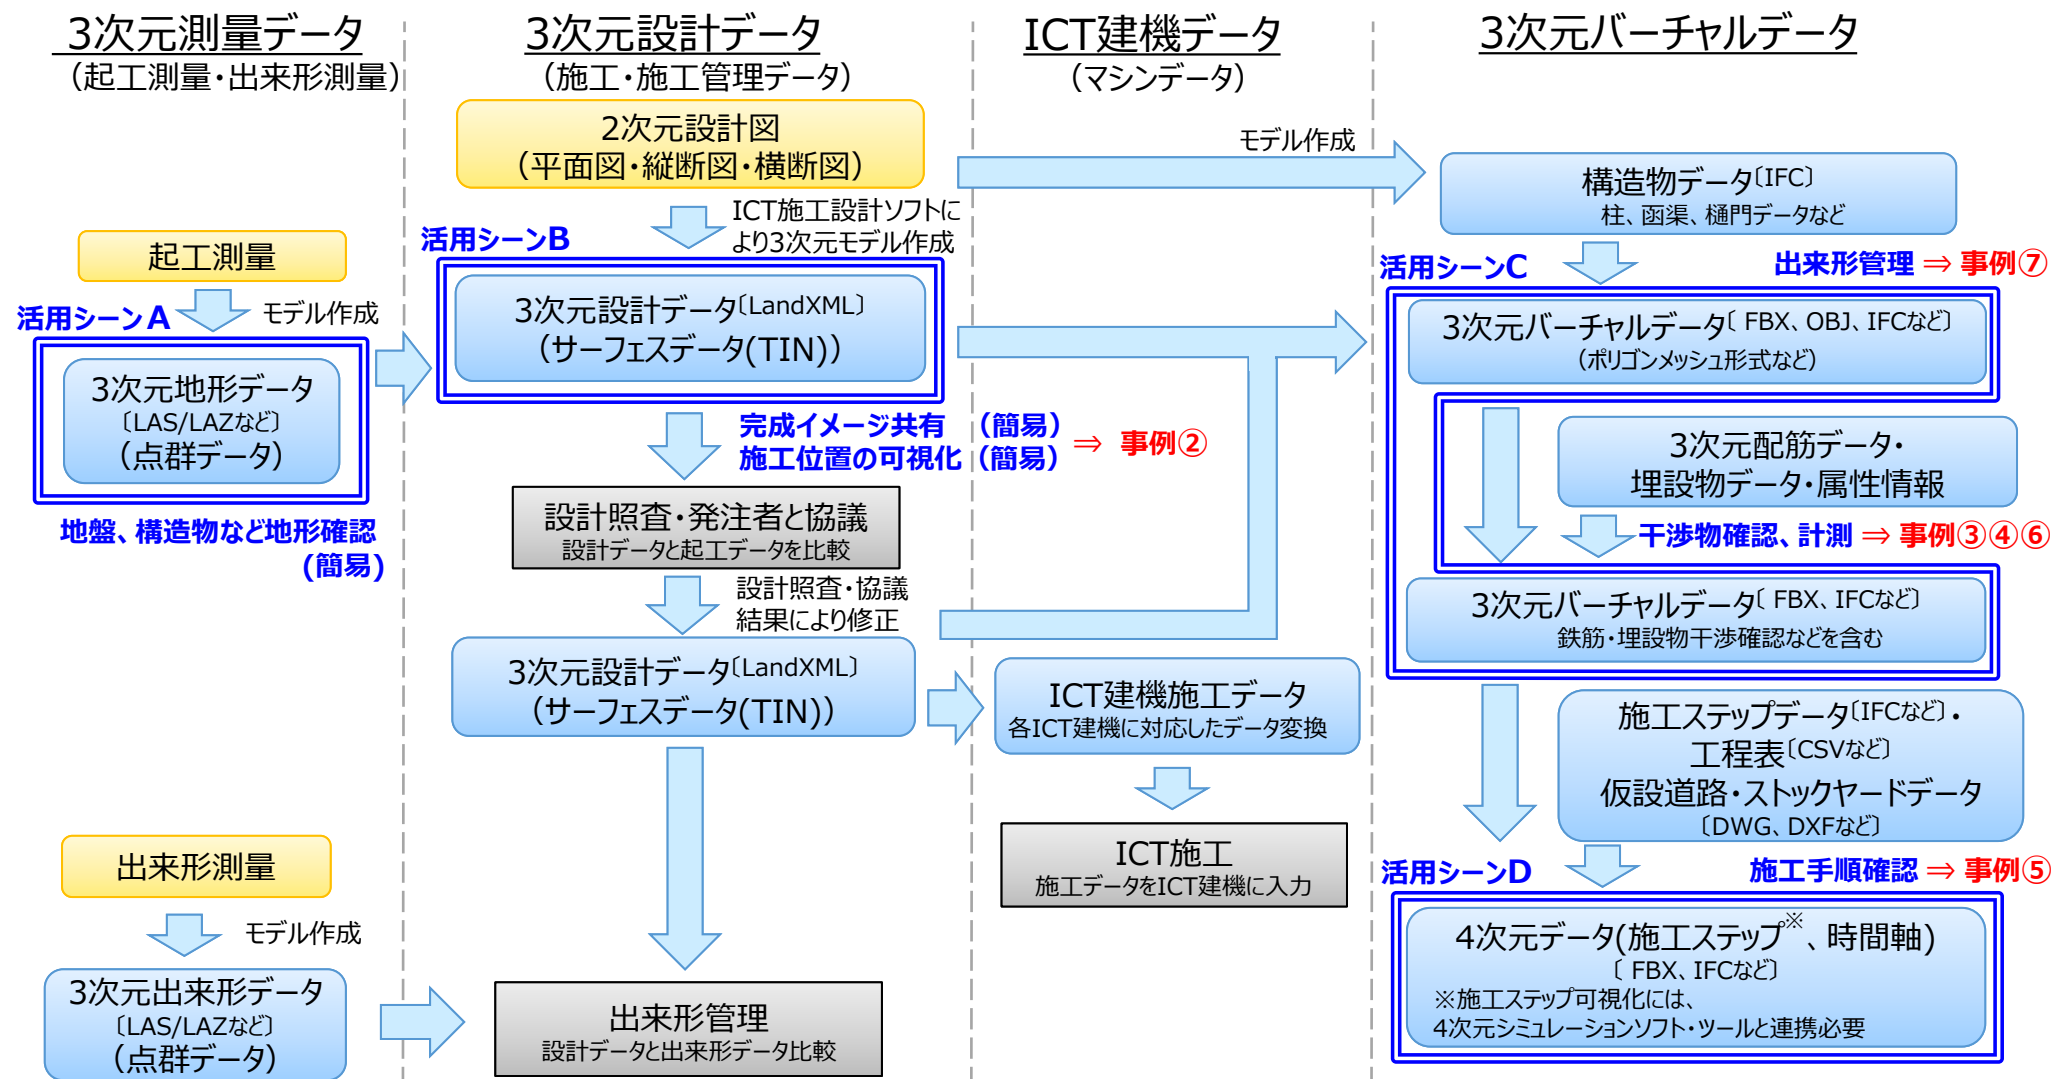 3次元測量データ
（起工測量・出来形測量）
起工測量
モデル作成
活用シーンA
3次元地形データ
〔LAS/LAZなど〕
（点群データ）
地盤、構造物など地形確認
(簡易)
出来形測量
モデル作成
3次元出来形データ
〔LAS/LAZなど〕
（点群データ）
3次元設計データ
（施工・施工管理データ）
2次元設計図
（平面図・縦断図・横断図）
ICT施工設計ソフトに
より3次元モデル作成
活用シーンB
3次元設計データ〔LandXML〕
（サーフェスデータ(TIN)）
完成イメージ共有　（簡易）
施工位置の可視化（簡易）
⇒ 事例②
設計照査・発注者と協議
設計データと起工データを比較
設計照査・協議
結果により修正
3次元設計データ〔LandXML〕
（サーフェスデータ(TIN)）
出来形管理
設計データと出来形データ比較
ICT建機データ
（マシンデータ）
モデル作成
ICT建機施工データ
各ICT建機に対応したデータ変換
ICT施工
施工データをICT建機に入力
3次元バーチャルデータ
構造物データ〔IFC〕
柱、函渠、樋門データなど
活用シーンC
出来形管理 ⇒ 事例⑦
3次元バーチャルデータ〔 FBX、OBJ、IFCなど〕
（ポリゴンメッシュ形式など）
3次元配筋データ・
埋設物データ・属性情報
干渉物確認、計測 ⇒ 事例③④⑥
3次元バーチャルデータ〔 FBX、IFCなど〕
鉄筋・埋設物干渉確認などを含む
施工ステップデータ〔IFCなど〕・
工程表〔CSVなど〕
仮設道路・ストックヤードデータ
〔DWG、DXFなど〕
活用シーンD
施工手順確認 ⇒ 事例⑤
4次元データ(施工ステップ※、時間軸)
〔 FBX、IFCなど〕
※施工ステップ可視化には、
4次元シミュレーションソフト・ツールと連携必要